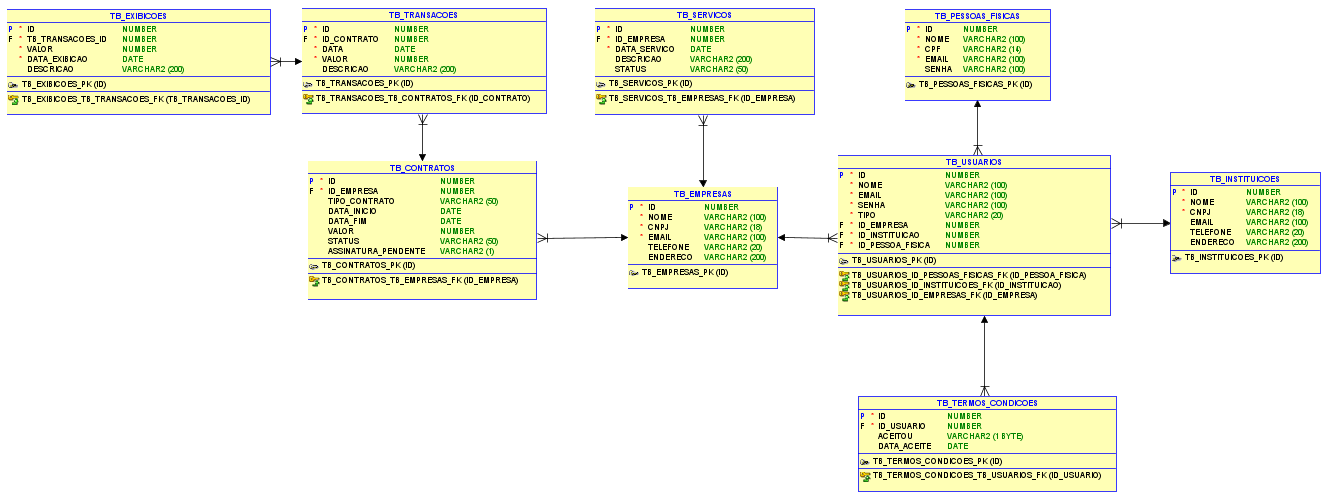 TB_EXIBICOES
P * ID NUMBER
F * TB_TRANSACOES_ID NUMBER
* VALOR NUMBER
* DATA_EXIBICAO DATE
DESCRICAO VARCHAR2 (200)
TB_EXIBICOES_PK (ID)
TB_EXIBICOES_TB_TRANSACOES_FK (TB_TRANSACOES_ID)
TB_TRANSACOES
P * ID NUMBER
F * ID_CONTRATO NUMBER
* DATA DATE
* VALOR NUMBER
DESCRICAO VARCHAR2 (200)
TB_TRANSACOES_PK (ID)
TB_TRANSACOES_TB_CONTRATOS_FK (ID_CONTRATO)
TB_SERVICOS
P * ID NUMBER
F * ID_EMPRESA NUMBER
* DATA_SERVICO DATE
DESCRICAO VARCHAR2 (200)
STATUS VARCHAR2 (50)
TB_SERVICOS_PK (ID)
TB_SERVICOS_TB_EMPRESAS_FK (ID_EMPRESA)
TB_PESSOAS_FISICAS
P * ID NUMBER
* NOME VARCHAR2 (100)
* CPF VARCHAR2 (14)
* EMAIL VARCHAR2 (100)
SENHA VARCHAR2 (100)
TB_PESSOAS_FISICAS_PK (ID)
TB_CONTRATOS
P * ID NUMBER
F * ID_EMPRESA NUMBER
TIPO_CONTRATO VARCHAR2 (50)
DATA_INICIO DATE
DATA_FIM DATE
VALOR NUMBER
STATUS VARCHAR2 (50)
ASSINATURA_PENDENTE VARCHAR2 (1)
TB_CONTRATOS_PK (ID)
TB_CONTRATOS_TB_EMPRESAS_FK (ID_EMPRESA)
TB_EMPRESAS
P * ID NUMBER
* NOME VARCHAR2 (100)
* CNPJ VARCHAR2 (18)
* EMAIL VARCHAR2 (100)
TELEFONE VARCHAR2 (20)
ENDERECO VARCHAR2 (200)
TB_EMPRESAS_PK (ID)
TB_USUARIOS
P * ID NUMBER
* NOME VARCHAR2 (100)
* EMAIL VARCHAR2 (100)
* SENHA VARCHAR2 (100)
* TIPO VARCHAR2 (20)
F * ID_EMPRESA NUMBER
F * ID_INSTITUICAO NUMBER
F * ID_PESSOA_FISICA NUMBER
TB_USUARIOS_PK (ID)
TB_USUARIOS_ID_PESSOAS_FISICAS_FK (ID_PESSOA_FISICA)
TB_USUARIOS_ID_INSTITUICOES_FK (ID_INSTITUICAO)
TB_USUARIOS_ID_EMPRESAS_FK (ID_EMPRESA)
TB_INSTITUICOES
P * ID NUMBER
* NOME VARCHAR2 (100)
* CNPJ VARCHAR2 (18)
EMAIL VARCHAR2 (100)
TELEFONE VARCHAR2 (20)
ENDERECO VARCHAR2 (200)
TB_INSTITUICOES_PK (ID)
TB_TERMOS_CONDICOES
P * ID NUMBER
F * ID_USUARIO NUMBER
ACEITOU VARCHAR2 (1 BYTE)
DATA_ACEITE DATE
TB_TERMOS_CONDICOES_PK (ID)
TB_TERMOS_CONDICOES_TB_USUARIOS_FK (ID_USUARIO)